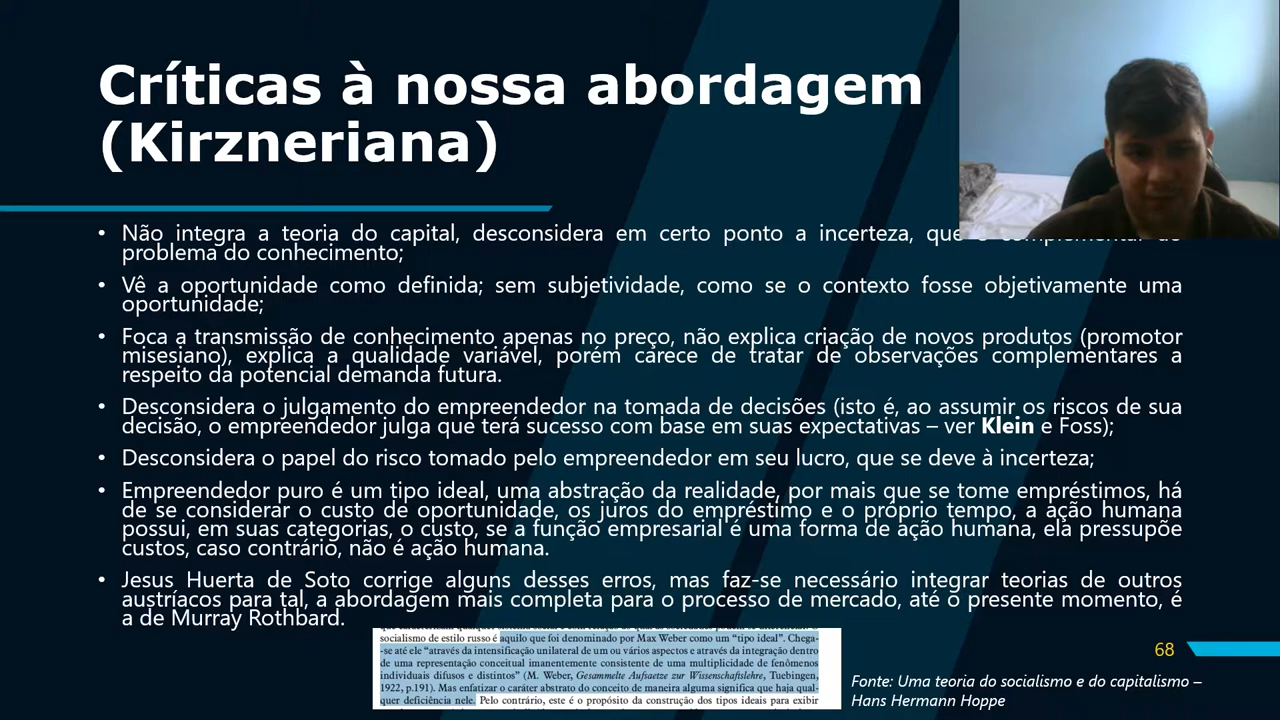 Críticas à nossa abordagem
(Kirzneriana)
• Não integra a teoria do capital, desconsidera em certo ponto a incerteza,
problema do conhecimento;
• Vê a oportunidade como definida; sem subjetividade, como se o contexto fosse objetivamente uma
oportunidade;
• Foca a transmissão de conhecimento apenas no preço, não explica criação de novos produtos (promotor
misesiano), explica a qualidade variável, porém carece de tratar de observações complementares a
respeito da potencial demanda futura.
• Desconsidera o julgamento do empreendedor na tomada de decisões (isto é, ao assumir os riscos de sua
decisão, o empreendedor julga que terá sucesso com base em suas expectativas – ver Klein e Foss);
• Desconsidera o papel do risco tomado pelo empreendedor em seu lucro, que se deve à incerteza;
• Empreendedor puro é um tipo ideal, uma abstração da realidade, por mais que se tome empréstimos, há
de se considerar o custo de oportunidade, os juros do empréstimo e o próprio tempo, a ação humana
possui, em suas categorias, o custo, se a função empresarial é uma forma de ação humana, ela pressupõe
custos, caso contrário, não é ação humana.
• Jesus Huerta de Soto corrige alguns desses erros, mas faz-se necessário integrar teorias de outros
austríacos para tal, a abordagem mais completa para o processo de mercado, até o presente momento, é
a de Murray Rothbard.
socialismo de estilo russo é aquilo que foi denominado por Max Weber como um “tipo ideal”. Chega-
-se até ele “através da intensificação unilateral de um ou vários aspectos e através da integração dentro
de uma representação conceitual imanentemente consistente de uma multiplicidade de fenômenos
individuais difusos e distintos” (M. Weber, Gesammelte Aufsaetze zur Wissenschaftslehre, Tuebingen,
1922, p.191). Mas enfatizar o caráter abstrato do conceito de maneira alguma significa que haja qual-
quer deficiência nele. Pelo contrário, este é o propósito da construção dos tipos ideais para exibir
68
Fonte: Uma teoria do socialismo e do capitalismo –
Hans Hermann Hoppe